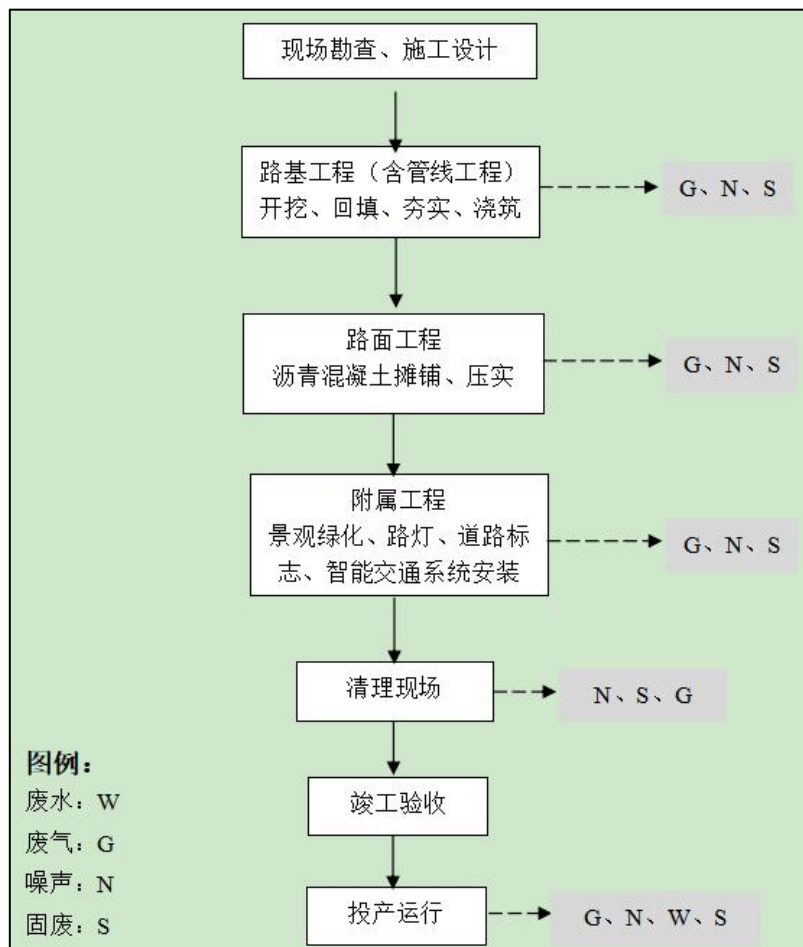 现场勘查、施工设计
路基工程（含管线工程）
开挖、回填、夯实、浇筑
G、N、S
路面工程
沥青混凝土摊铺、压实
G、N、S
附属工程
景观绿化、路灯、道路标
志、智能交通系统安装
G、N、S
清理现场
N、S、G
竣工验收
投产运行
G、N、W、S
图例：
废水：W
废气：G
噪声：N
固废：S